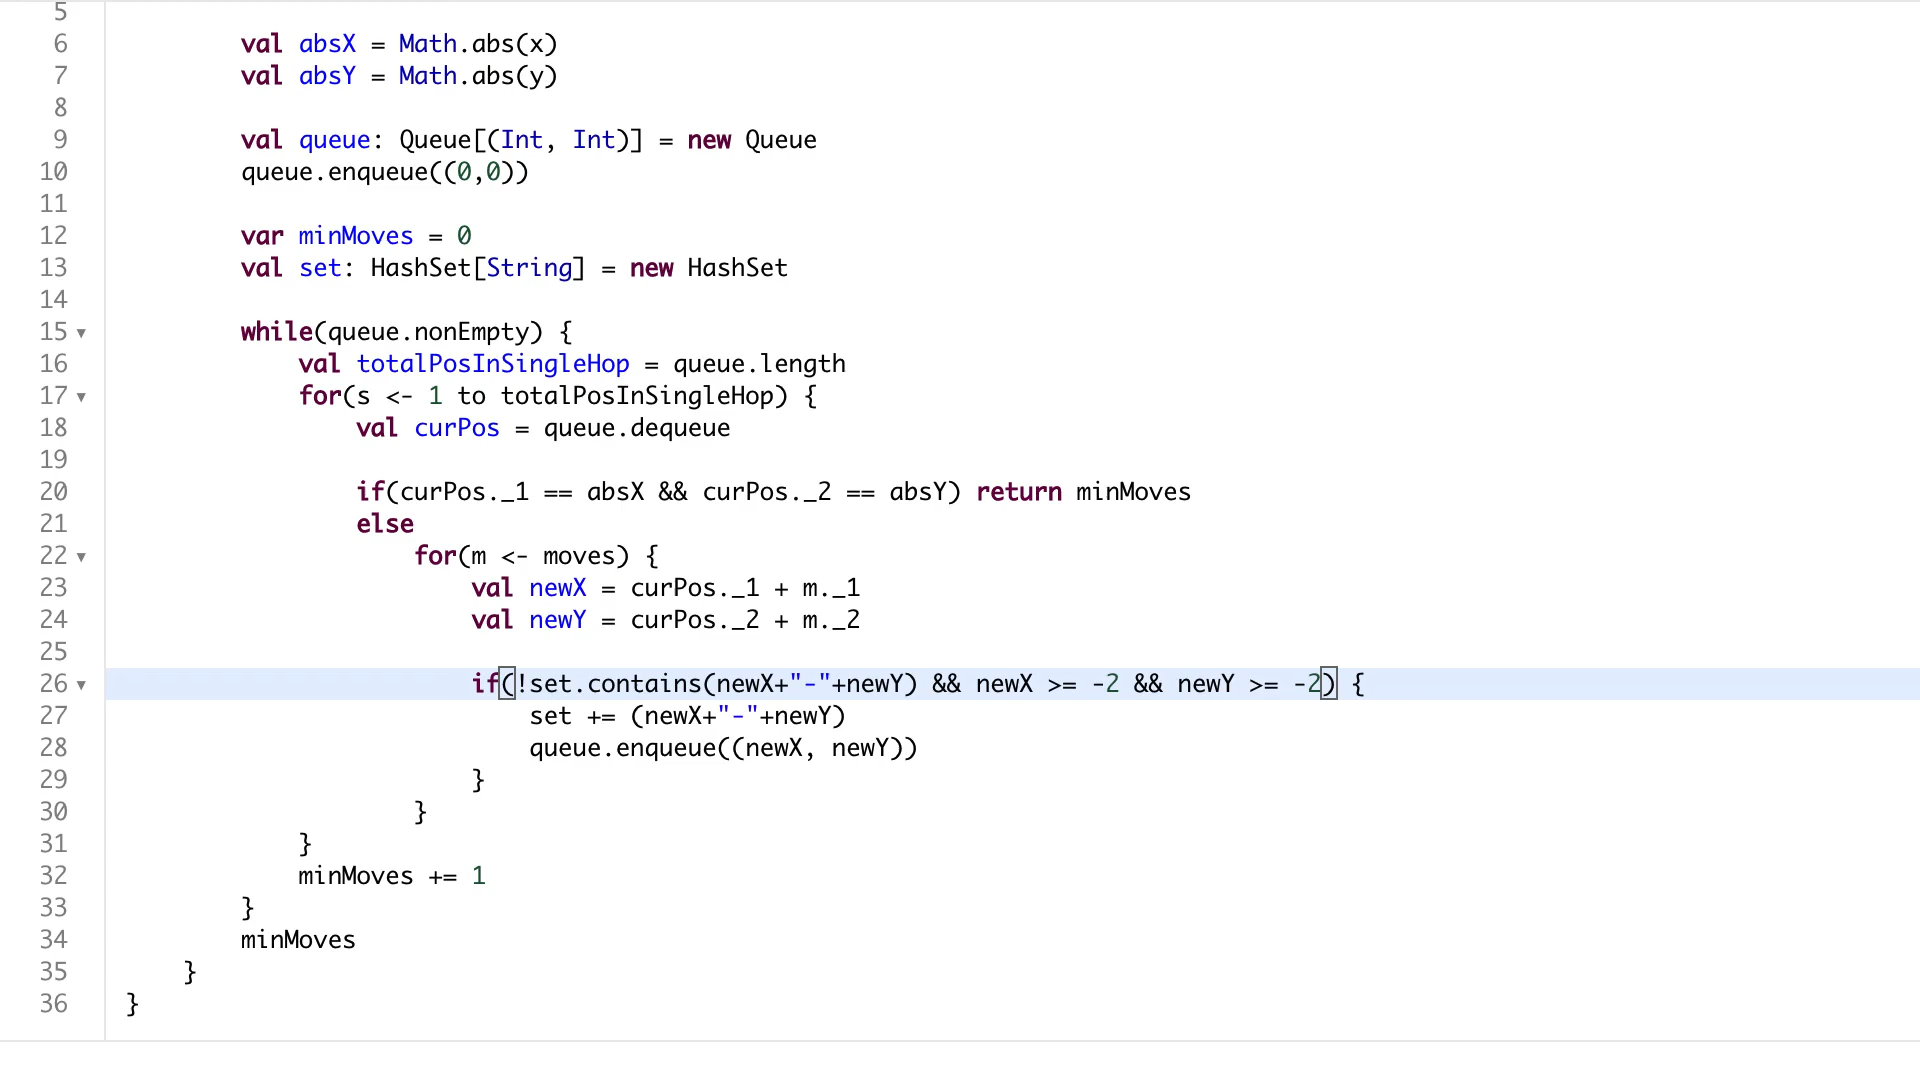 5
6 val absX = Math.abs(x)
7 val absY = Math.abs(y)
8
9 val queue: Queue[(Int, Int)] = new Queue
10 queue.enqueue((0,0))
11
12 var minMoves = 0
13 val set: HashSet[String] = new HashSet
14
15 while(queue.nonEmpty) {
16 val totalPosInSingleHop = queue.length
17 for(s <- 1 to totalPosInSingleHop) {
18 val curPos = queue.dequeue
19
20 if(curPos._1 == absX && curPos._2 == absY) return minMoves
21 else
22 for(m <- moves) {
23 val newX = curPos._1 + m._1
24 val newY = curPos._2 + m._2
25
26 if(!set.contains(newX+"-"+newY) && newX >= -2 && newY >= -2) {
27 set += (newX+"-"+newY)
28 queue.enqueue((newX, newY))
29 }
30 }
31 }
32 minMoves += 1
33 }
34 minMoves
35 }
36 }